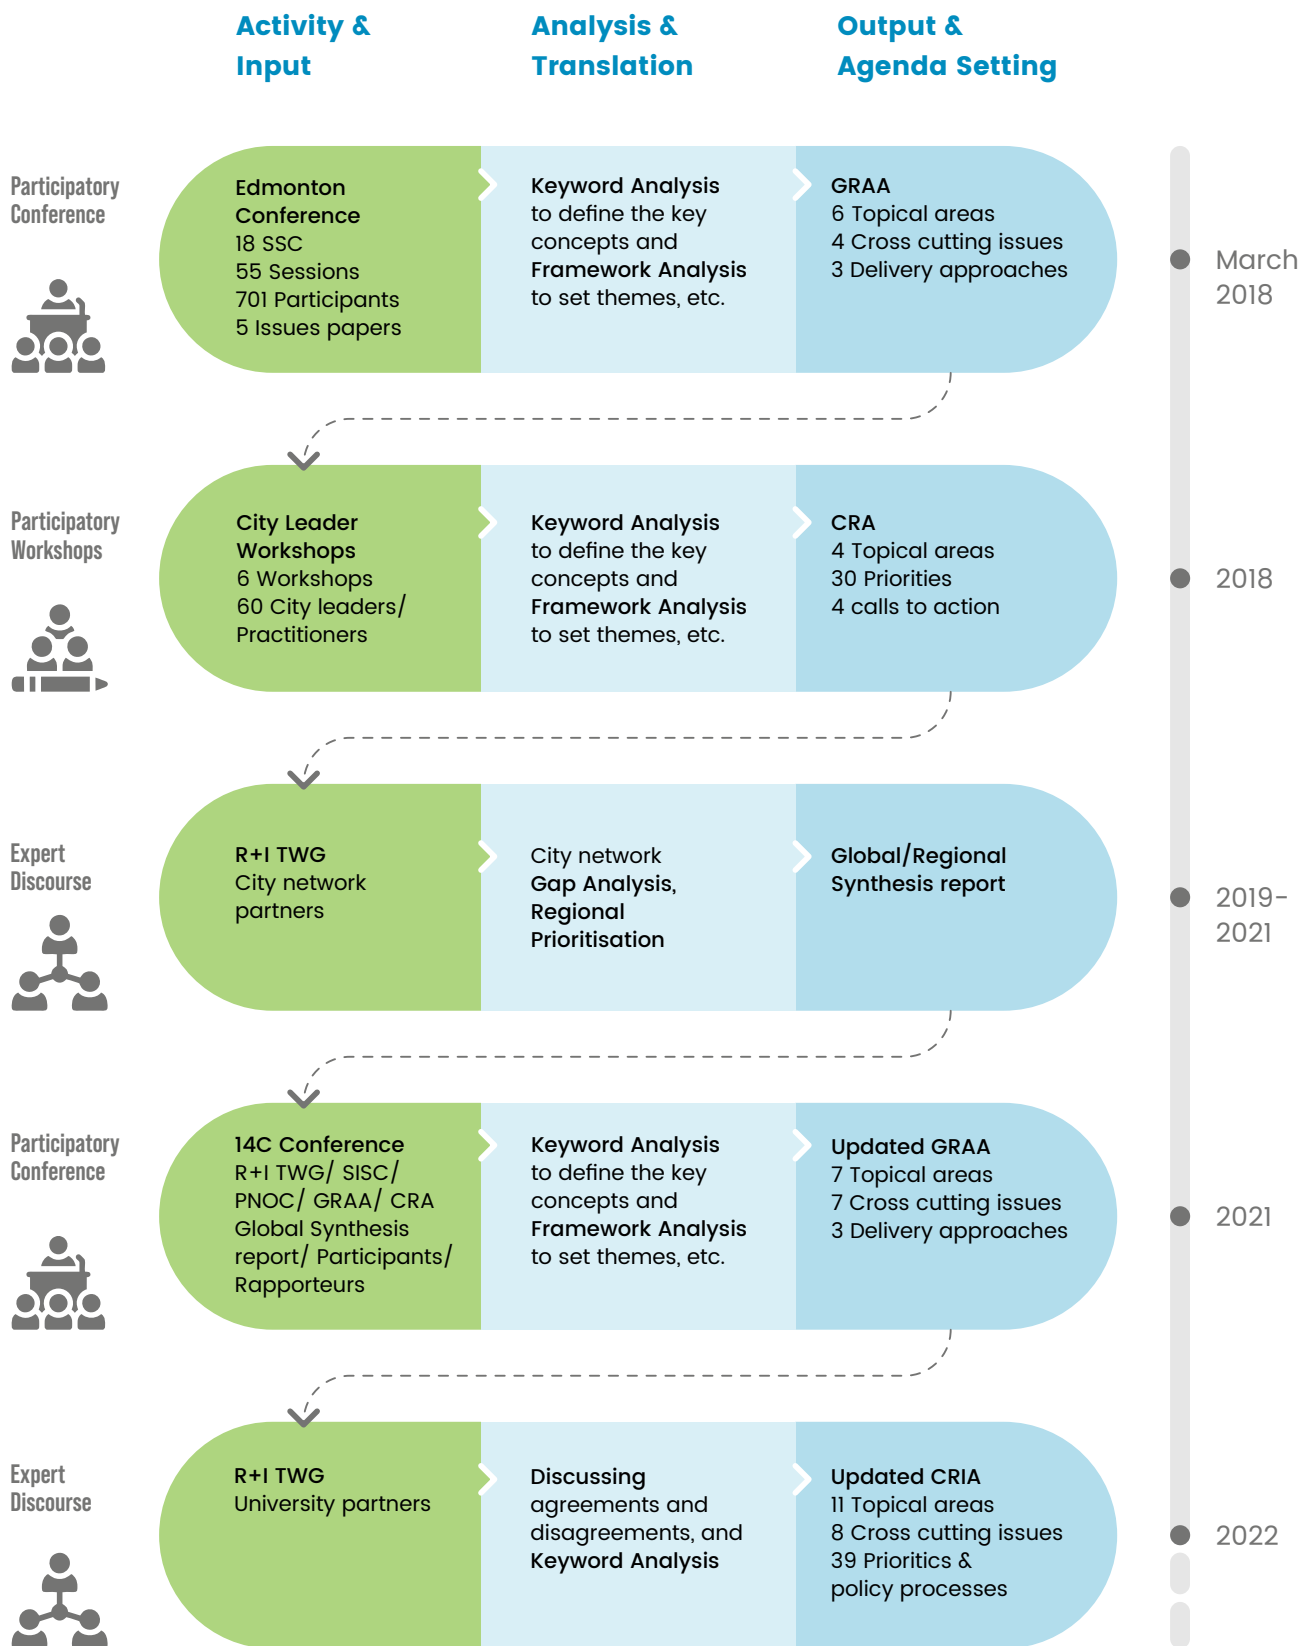 Activity &
Input
Analysis &
Translation
Output &
Agenda Setting
Participatory
Conference
Edmonton
Conference
18 SSC
55 Sessions
701 Participants
5 Issues papers
Keyword Analysis
to define the key
concepts and
Framework Analysis
to set themes, etc.
GRAA
6 Topical areas
4 Cross cutting issues
3 Delivery approaches
March
2018
Participatory
Workshops
City Leader
Workshops
6 Workshops
60 City leaders/
Practitioners
Keyword Analysis
to define the key
concepts and
Framework Analysis
to set themes, etc.
CRA
4 Topical areas
30 Priorities
4 calls to action
2018
Expert
Discourse
R+I TWG
City network
partners
City network
Gap Analysis,
Regional
Prioritisation
Global/Regional
Synthesis report
2019-
2021
Participatory
Conference
14C Conference
R+I TWG/ SISC/
PNOC/ GRAA/ CRA
Global Synthesis
report/ Participants/
Rapporteurs
Keyword Analysis
to define the key
concepts and
Framework Analysis
to set themes, etc.
Updated GRAA
7 Topical areas
7 Cross cutting issues
3 Delivery approaches
2021
Expert
Discourse
R+I TWG
University partners
Discussing
agreements and
disagreements, and
Keyword Analysis
Updated CRIA
11 Topical areas
8 Cross cutting issues
39 Prioritics &
policy processes
2022